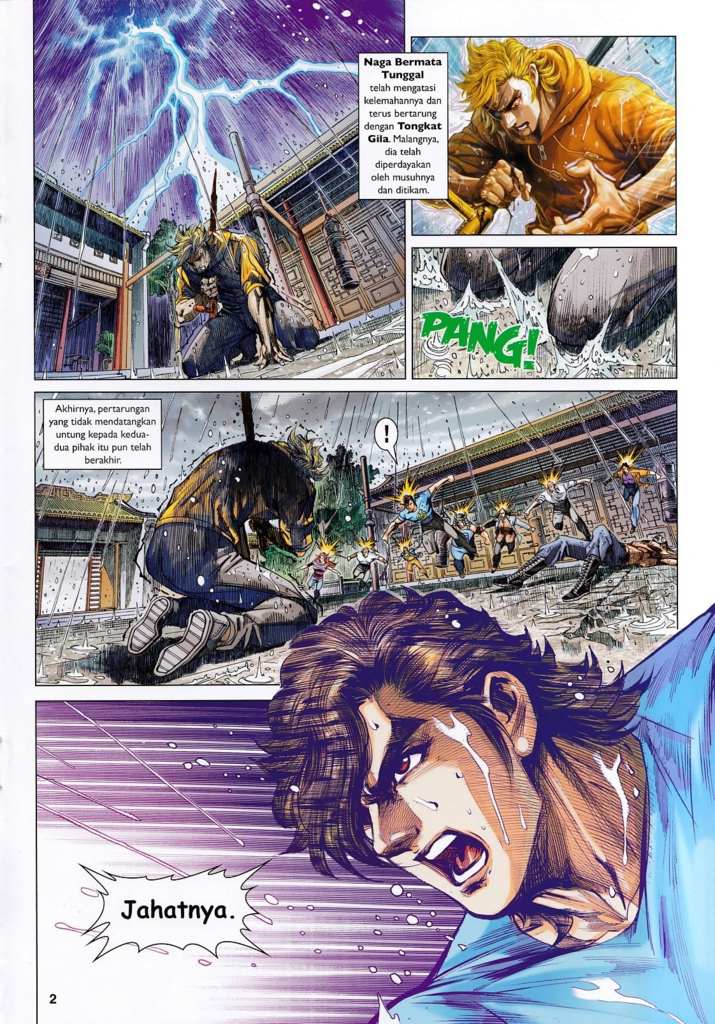 Naga Bermata
Tunggal
telah mengatasi
kelemahannya dan
terus bertarung
dengan Tongkat
Gila. Malangnya,
dia telah
diperdayakan
oleh musuhnya
dan ditikam.
PANG!
Akhirnya, pertarungan
yang tidak mendatangkan
untung kepada kedua-
dua pihak itu pun telah
berakhir.
!
Jahatnya.
2